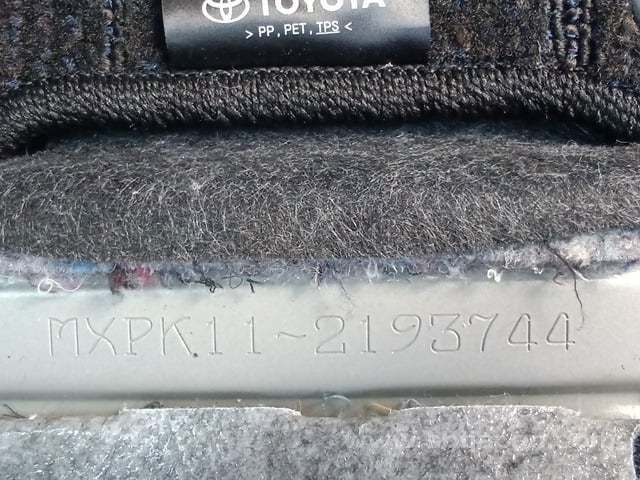 TOYOTA
> PP, PET, TPS <
MXPK11-2193744